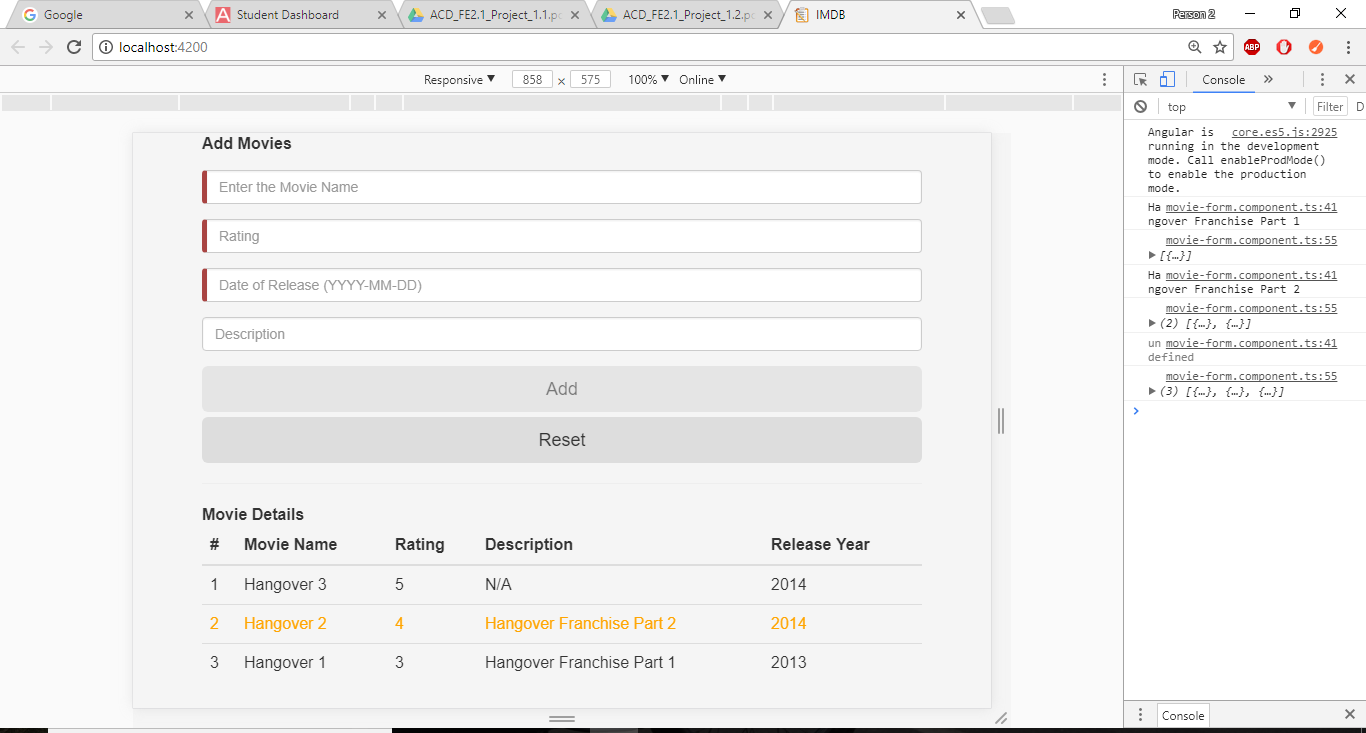 Google
Student Dashboard
ACD_FE2.1_Project_1.1.pc
ACD_FE2.1_Project_1.2.pc
IMDB
Person 2
localhost:4200
ABP
Responsive ▼ 858 x 575 100% ▼ Online ▼
Console »
top ▼ Filter D
Add Movies
Enter the Movie Name
Rating
Date of Release (YYYY-MM-DD)
Description
Add
Reset
Movie Details
# Movie Name Rating Description Release Year
1 Hangover 3 5 N/A 2014
2 Hangover 2 4 Hangover Franchise Part 2 2014
3 Hangover 1 3 Hangover Franchise Part 1 2013
Angular is core.es5.js:2925
running in the development
mode. Call enableProdMode()
to enable the production
mode.
Ha movie-form.component.ts:41
ngover Franchise Part 1
movie-form.component.ts:55
▶ [{…}]
Ha movie-form.component.ts:41
ngover Franchise Part 2
movie-form.component.ts:55
▶ (2) [{…}, {…}]
un movie-form.component.ts:41
defined
movie-form.component.ts:55
▶ (3) [{…}, {…}, {…}]
Console